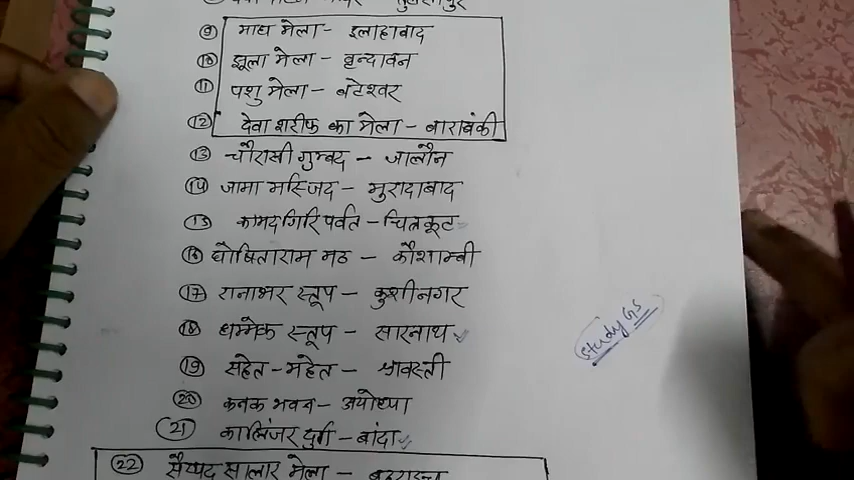 ⑨ माघ मेला - इलाहाबाद
⑩ झूला मेला - वृन्दावन
⑪ पशु मेला - बटेश्वर
⑫ देवा शरीफ का मेला - बाराबंकी
⑬ चौरासी गुम्बद - जालौन
⑭ जामा मस्जिद - मुरादाबाद
⑮ कामदगिरि पर्वत - चित्रकूट
⑯ घोषिताराम मठ - कौशाम्बी
⑰ रानाभर स्तूप - कुशीनगर
⑱ धम्मेक स्तूप - सारनाथ
⑲ सहेत-महेत - श्रावस्ती
⑳ कनक भवन - अयोध्या
㉑ कालिंजर दुर्ग - बांदा
㉒ सैय्यद सालार मेला -
Study GS